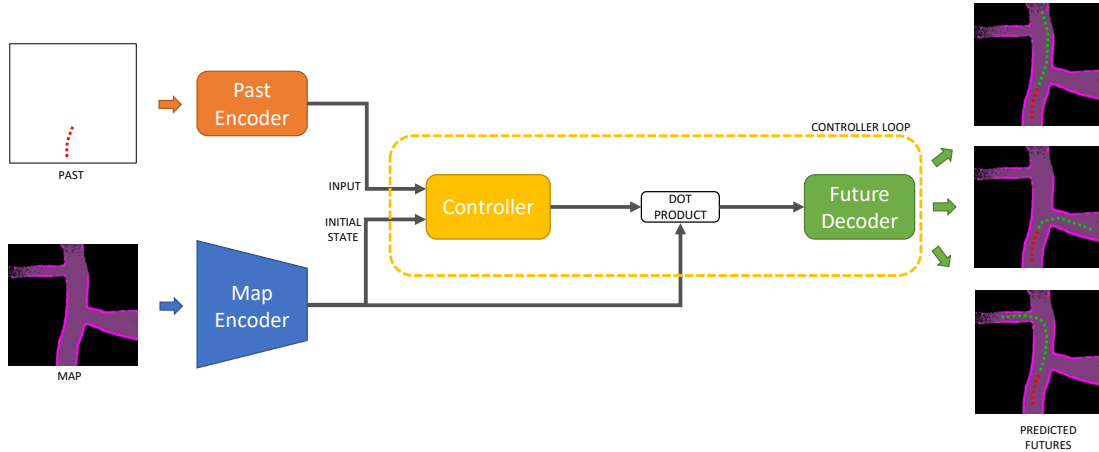 PAST
Past
Encoder
MAP
Map
Encoder
INPUT
INITIAL
STATE
CONTROLLER LOOP
Controller
DOT
PRODUCT
Future
Decoder
PREDICTED
FUTURES